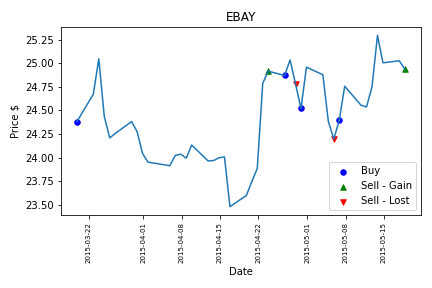 EBAY
Price $
25.25
25.00
24.75
24.50
24.25
24.00
23.75
23.50
Buy
Sell - Gain
Sell - Lost
2015-03-22
2015-04-01
2015-04-08
2015-04-15
2015-04-22
2015-05-01
2015-05-08
2015-05-15
Date